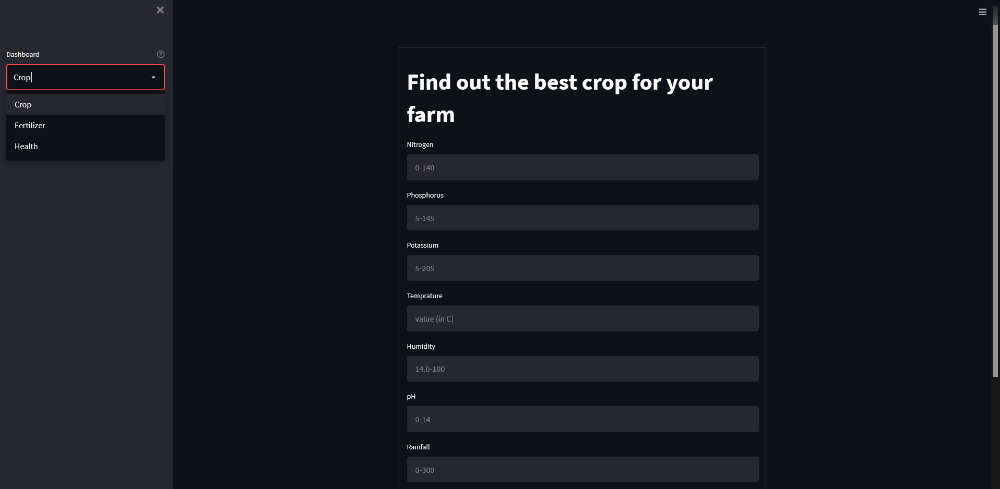 Dashboard
Crop
Crop
Fertilizer
Health
Find out the best crop for your
farm
Nitrogen
0-140
Phosphorus
5-145
Potassium
5-205
Temprature
value (in C)
Humidity
14.0-100
pH
0-14
Rainfall
0-300